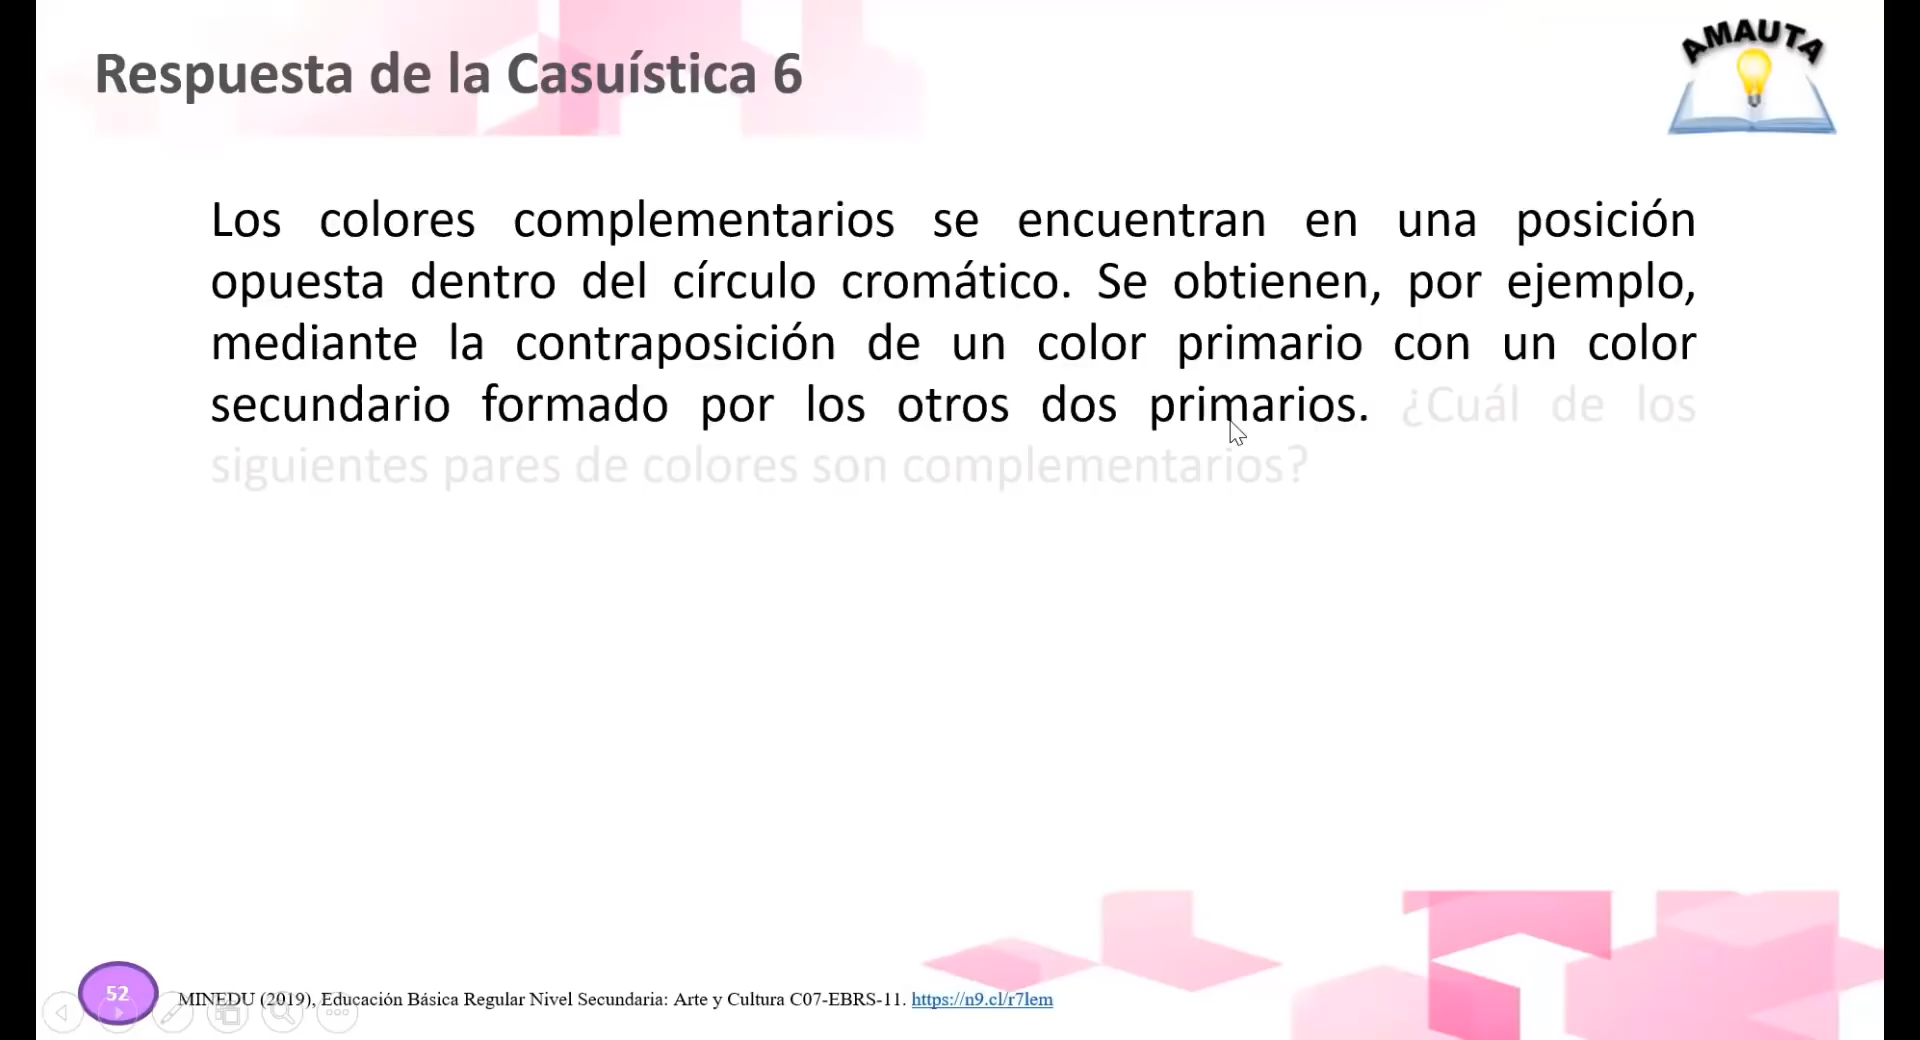 Respuesta de la Casuística 6
AMAUTA
Los colores complementarios se encuentran en una posición
opuesta dentro del círculo cromático. Se obtienen, por ejemplo,
mediante la contraposición de un color primario con un color
secundario formado por los otros dos primarios. ¿Cuál de los
siguientes pares de colores son complementarios?
52
MINEDU (2019), Educación Básica Regular Nivel Secundaria: Arte y Cultura C07-EBRS-11. https://n9.cl/r7lem